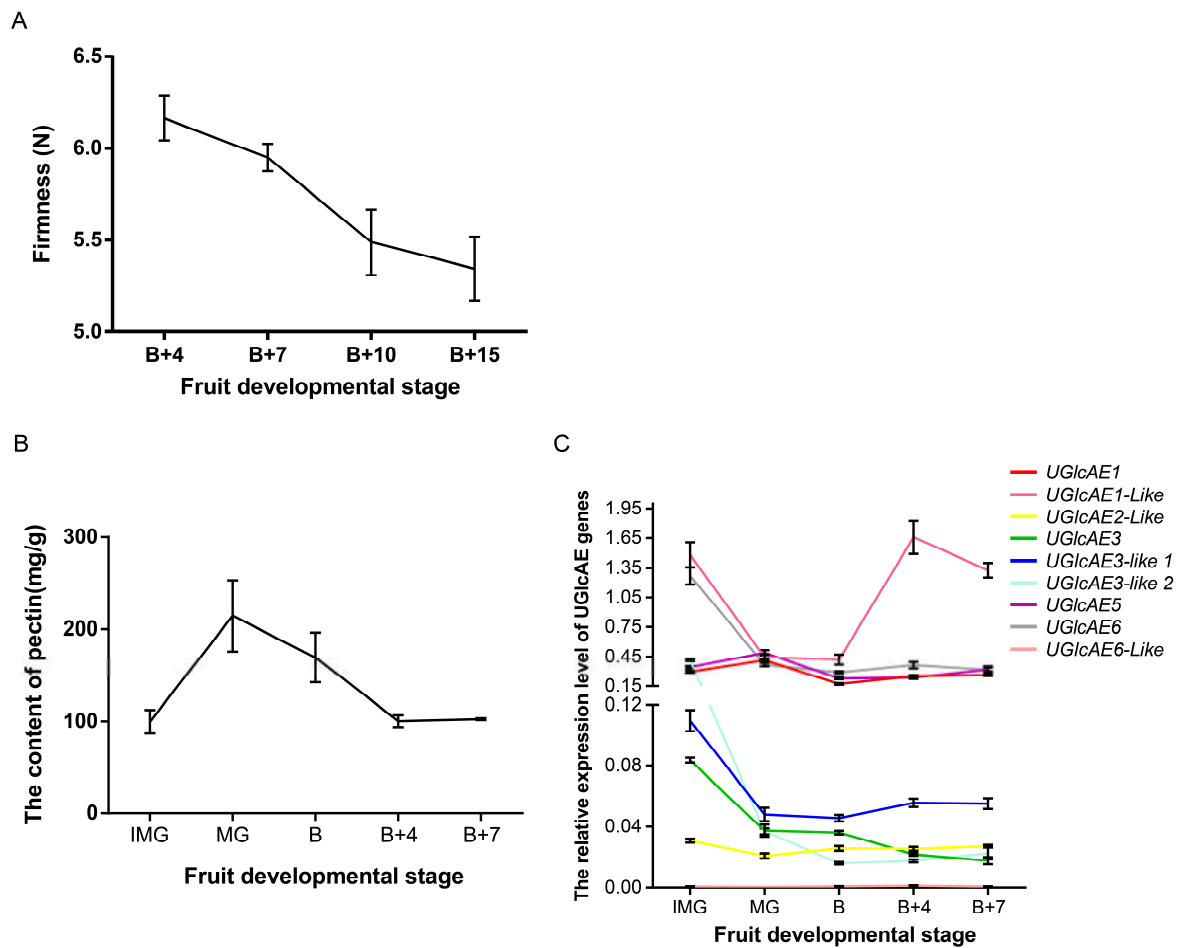 A
6.5
6.0
5.5
5.0
Firmness (N)
B+4 B+7 B+10 B+15
Fruit developmental stage
B
300
200
100
0
The content of pectin(mg/g)
IMG MG B B+4 B+7
Fruit developmental stage
C
1.95
1.65
1.35
1.05
0.75
0.45
0.15
0.12
0.08
0.04
0.00
The relative expression level of UGlcAE genes
IMG MG B B+4 B+7
Fruit developmental stage
UGlcAE1
UGlcAE1-Like
UGlcAE2-Like
UGlcAE3
UGlcAE3-like 1
UGlcAE3-like 2
UGlcAE5
UGlcAE6
UGlcAE6-Like